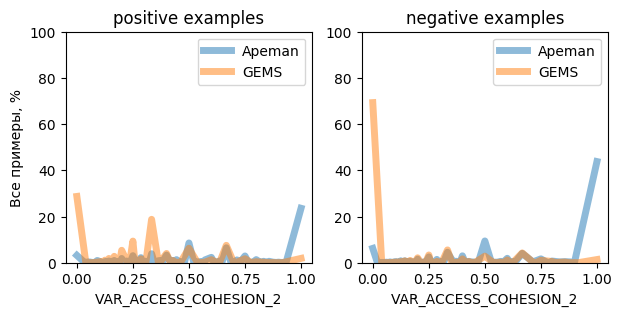 positive examples
negative examples
Все примеры, %
100
80
60
40
20
0
Apeman
GEMS
0.00
0.25
0.50
0.75
1.00
VAR_ACCESS_COHESION_2
100
80
60
40
20
0
Apeman
GEMS
0.00
0.25
0.50
0.75
1.00
VAR_ACCESS_COHESION_2